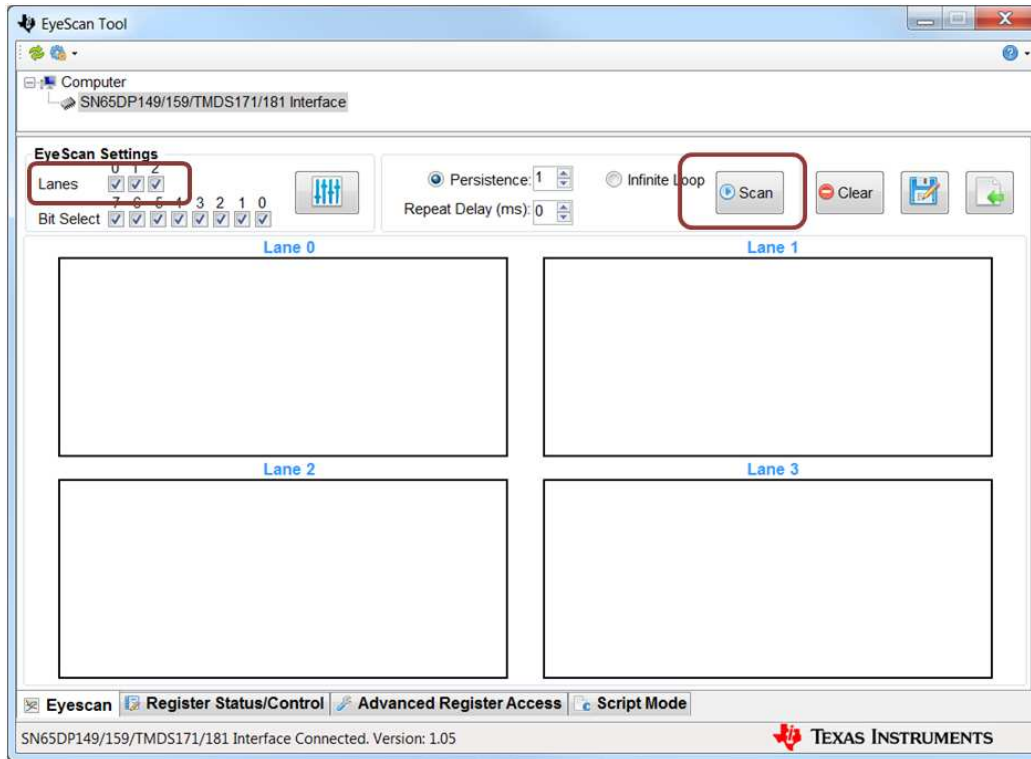 EyeScan Tool
Computer
SN65DP149/159/TMDS171/181 Interface
EyeScan Settings
0 1 2
Lanes
7 6 5 4 3 2 1 0
Bit Select
Persistence: 1
Infinite Loop
Repeat Delay (ms): 0
Scan
Clear
Lane 0
Lane 1
Lane 2
Lane 3
Eyescan
Register Status/Control
Advanced Register Access
Script Mode
SN65DP149/159/TMDS171/181 Interface Connected. Version: 1.05
TEXAS INSTRUMENTS